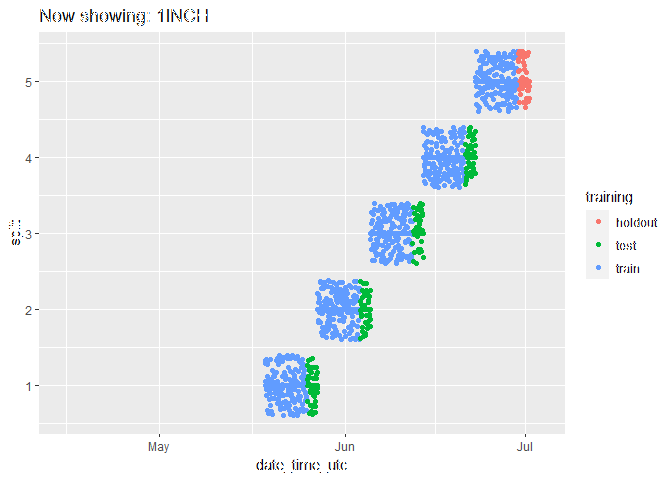 Now showing: 1INCH
5
4
3
2
1
split
May
Jun
Jul
date_time_utc
training
holdout
test
train